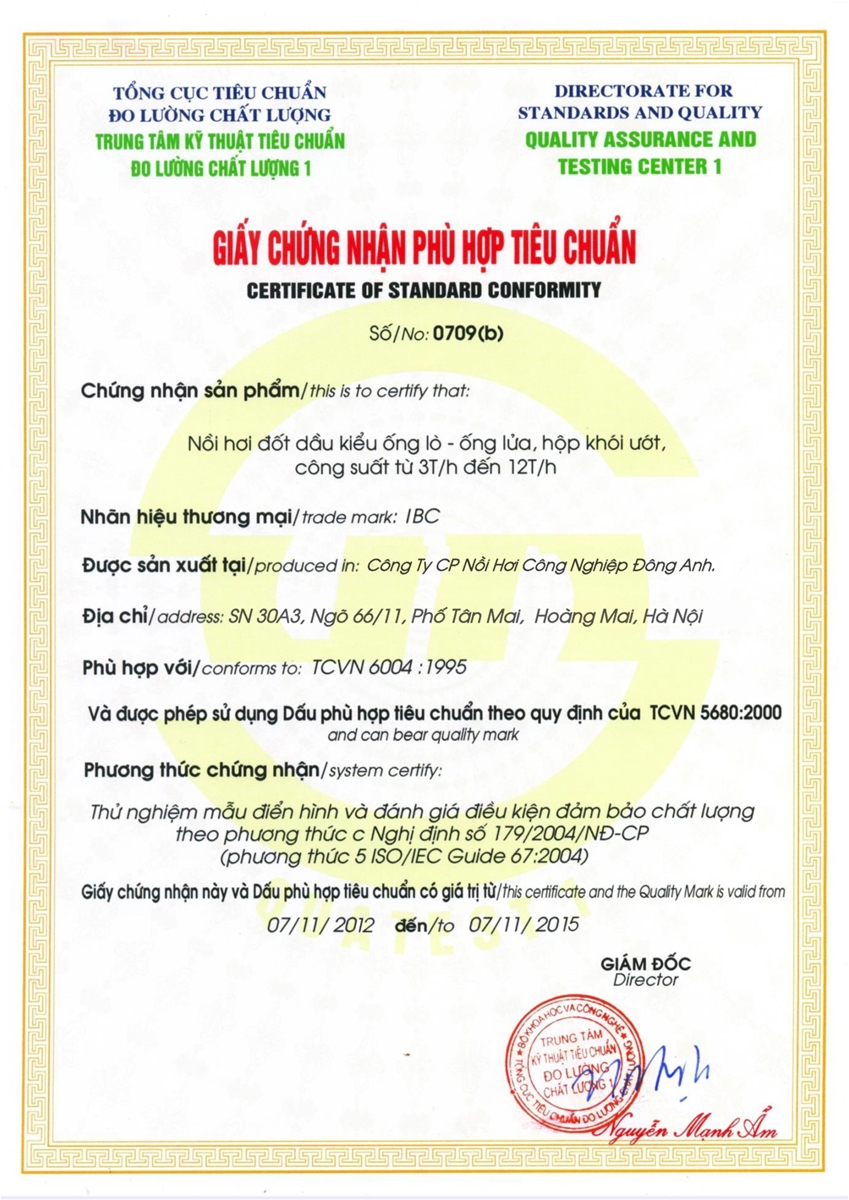 TỔNG CỤC TIÊU CHUẨN
ĐO LƯỜNG CHẤT LƯỢNG
TRUNG TÂM KỸ THUẬT TIÊU CHUẨN
ĐO LƯỜNG CHẤT LƯỢNG 1
DIRECTORATE FOR
STANDARDS AND QUALITY
QUALITY ASSURANCE AND
TESTING CENTER 1
GIẤY CHỨNG NHẬN PHÙ HỢP TIÊU CHUẨN
CERTIFICATE OF STANDARD CONFORMITY
Số/No: 0709(b)
Chứng nhận sản phẩm/this is to certify that:
Nồi hơi đốt dầu kiểu ống lò - ống lửa, hộp khói ướt,
công suất từ 3T/h đến 12T/h
Nhãn hiệu thương mại/trade mark: IBC
Được sản xuất tại/produced in: Công Ty CP Nồi Hơi Công Nghiệp Đông Anh.
Địa chỉ/address: SN 30A3, Ngõ 66/11, Phố Tân Mai, Hoàng Mai, Hà Nội
Phù hợp với/conforms to: TCVN 6004 :1995
Và được phép sử dụng Dấu phù hợp tiêu chuẩn theo quy định của TCVN 5680:2000
and can bear quality mark
Phương thức chứng nhận/system certify:
Thử nghiệm mẫu điển hình và đánh giá điều kiện đảm bảo chất lượng
theo phương thức c Nghị định số 179/2004/NĐ-CP
(phương thức 5 ISO/IEC Guide 67:2004)
Giấy chứng nhận này và Dấu phù hợp tiêu chuẩn có giá trị từ/this certificate and the Quality Mark is valid from
07/11/ 2012 đến/to 07/11/ 2015
QUATEST 1
GIÁM ĐỐC
Director
BỘ KHOA HỌC VÀ CÔNG NGHỆ
TỔNG CỤC TIÊU CHUẨN ĐO LƯỜNG CHẤT LƯỢNG
TRUNG TÂM
KỸ THUẬT TIÊU CHUẨN
ĐO LƯỜNG
CHẤT LƯỢNG 1
Nguyễn Mạnh Ẩm